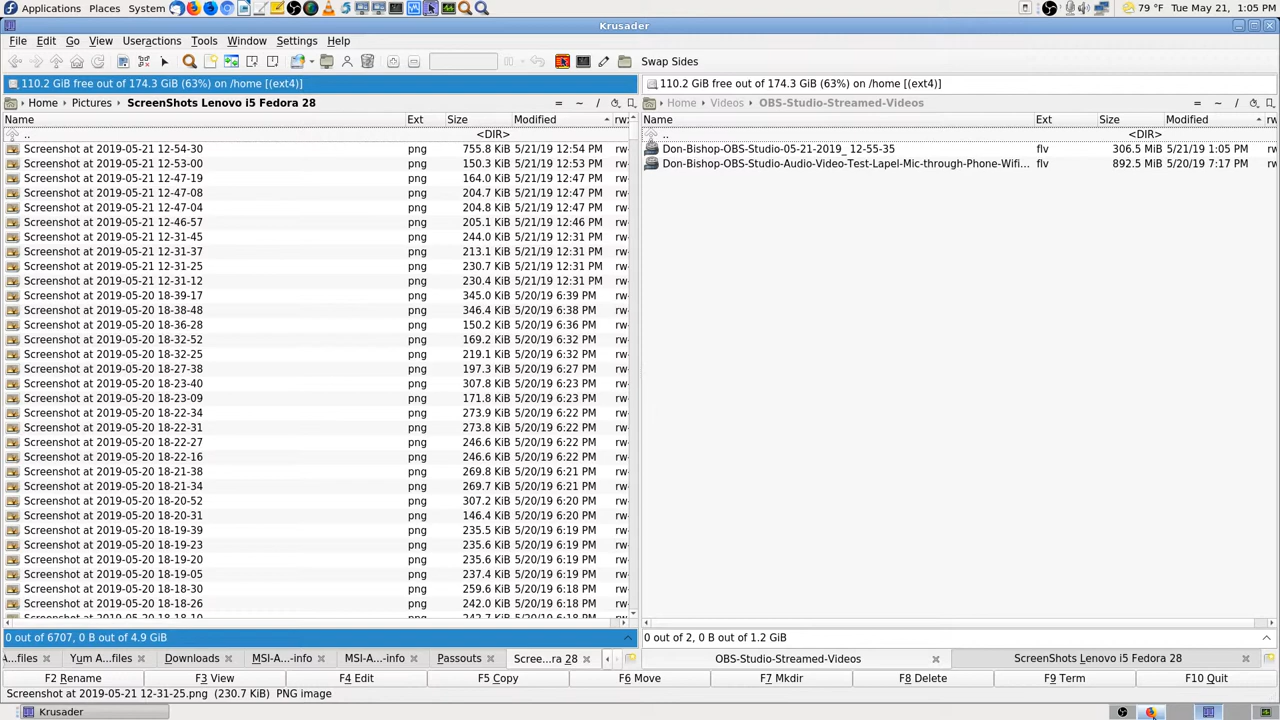 Applications Places System 79 °F Tue May 21, 1:05 PM
Krusader
File Edit Go View Useractions Tools Window Settings Help
Swap Sides
110.2 GiB free out of 174.3 GiB (63%) on /home [(ext4)] 110.2 GiB free out of 174.3 GiB (63%) on /home [(ext4)]
Home Pictures ScreenShots Lenovo i5 Fedora 28 = ~ / Home Videos OBS-Studio-Streamed-Videos = ~ /
Name Ext Size Modified rw: Name Ext Size Modified rw
.. <DIR> .. <DIR>
Screenshot at 2019-05-21 12-54-30 png 755.8 KiB 5/21/19 12:54 PM rw- Don-Bishop-OBS-Studio-05-21-2019_ 12-55-35 flv 306.5 MiB 5/21/19 1:05 PM rw
Screenshot at 2019-05-21 12-53-00 png 150.3 KiB 5/21/19 12:53 PM rw- Don-Bishop-OBS-Studio-Audio-Video-Test-Lapel-Mic-through-Phone-Wifi... flv 892.5 MiB 5/20/19 7:17 PM rw
Screenshot at 2019-05-21 12-47-19 png 164.0 KiB 5/21/19 12:47 PM rw-
Screenshot at 2019-05-21 12-47-08 png 204.7 KiB 5/21/19 12:47 PM rw-
Screenshot at 2019-05-21 12-47-04 png 204.8 KiB 5/21/19 12:47 PM rw-
Screenshot at 2019-05-21 12-46-57 png 205.1 KiB 5/21/19 12:46 PM rw-
Screenshot at 2019-05-21 12-31-45 png 244.0 KiB 5/21/19 12:31 PM rw-
Screenshot at 2019-05-21 12-31-37 png 213.1 KiB 5/21/19 12:31 PM rw-
Screenshot at 2019-05-21 12-31-25 png 230.7 KiB 5/21/19 12:31 PM rw-
Screenshot at 2019-05-21 12-31-12 png 230.4 KiB 5/21/19 12:31 PM rw-
Screenshot at 2019-05-20 18-39-17 png 345.0 KiB 5/20/19 6:39 PM rw-
Screenshot at 2019-05-20 18-38-48 png 346.4 KiB 5/20/19 6:38 PM rw-
Screenshot at 2019-05-20 18-36-28 png 150.2 KiB 5/20/19 6:36 PM rw-
Screenshot at 2019-05-20 18-32-52 png 169.2 KiB 5/20/19 6:32 PM rw-
Screenshot at 2019-05-20 18-32-25 png 219.1 KiB 5/20/19 6:32 PM rw-
Screenshot at 2019-05-20 18-27-38 png 197.3 KiB 5/20/19 6:27 PM rw-
Screenshot at 2019-05-20 18-23-40 png 307.8 KiB 5/20/19 6:23 PM rw-
Screenshot at 2019-05-20 18-23-09 png 171.8 KiB 5/20/19 6:23 PM rw-
Screenshot at 2019-05-20 18-22-34 png 273.9 KiB 5/20/19 6:22 PM rw-
Screenshot at 2019-05-20 18-22-31 png 273.8 KiB 5/20/19 6:22 PM rw-
Screenshot at 2019-05-20 18-22-27 png 246.6 KiB 5/20/19 6:22 PM rw-
Screenshot at 2019-05-20 18-22-16 png 246.6 KiB 5/20/19 6:22 PM rw-
Screenshot at 2019-05-20 18-21-38 png 269.8 KiB 5/20/19 6:21 PM rw-
Screenshot at 2019-05-20 18-21-34 png 269.7 KiB 5/20/19 6:21 PM rw-
Screenshot at 2019-05-20 18-20-52 png 307.2 KiB 5/20/19 6:20 PM rw-
Screenshot at 2019-05-20 18-20-31 png 146.4 KiB 5/20/19 6:20 PM rw-
Screenshot at 2019-05-20 18-19-39 png 235.5 KiB 5/20/19 6:19 PM rw-
Screenshot at 2019-05-20 18-19-23 png 235.6 KiB 5/20/19 6:19 PM rw-
Screenshot at 2019-05-20 18-19-20 png 235.6 KiB 5/20/19 6:19 PM rw-
Screenshot at 2019-05-20 18-19-05 png 237.4 KiB 5/20/19 6:19 PM rw-
Screenshot at 2019-05-20 18-18-30 png 259.6 KiB 5/20/19 6:18 PM rw-
Screenshot at 2019-05-20 18-18-26 png 242.0 KiB 5/20/19 6:18 PM rw-
0 out of 6707, 0 B out of 4.9 GiB 0 out of 2, 0 B out of 1.2 GiB
A...files Yum A...files Downloads MSI-A...-info MSI-A...-info Passouts Scree...ra 28 OBS-Studio-Streamed-Videos ScreenShots Lenovo i5 Fedora 28
F2 Rename F3 View F4 Edit F5 Copy F6 Move F7 Mkdir F8 Delete F9 Term F10 Quit
Screenshot at 2019-05-21 12-31-25.png (230.7 KiB) PNG image
Krusader